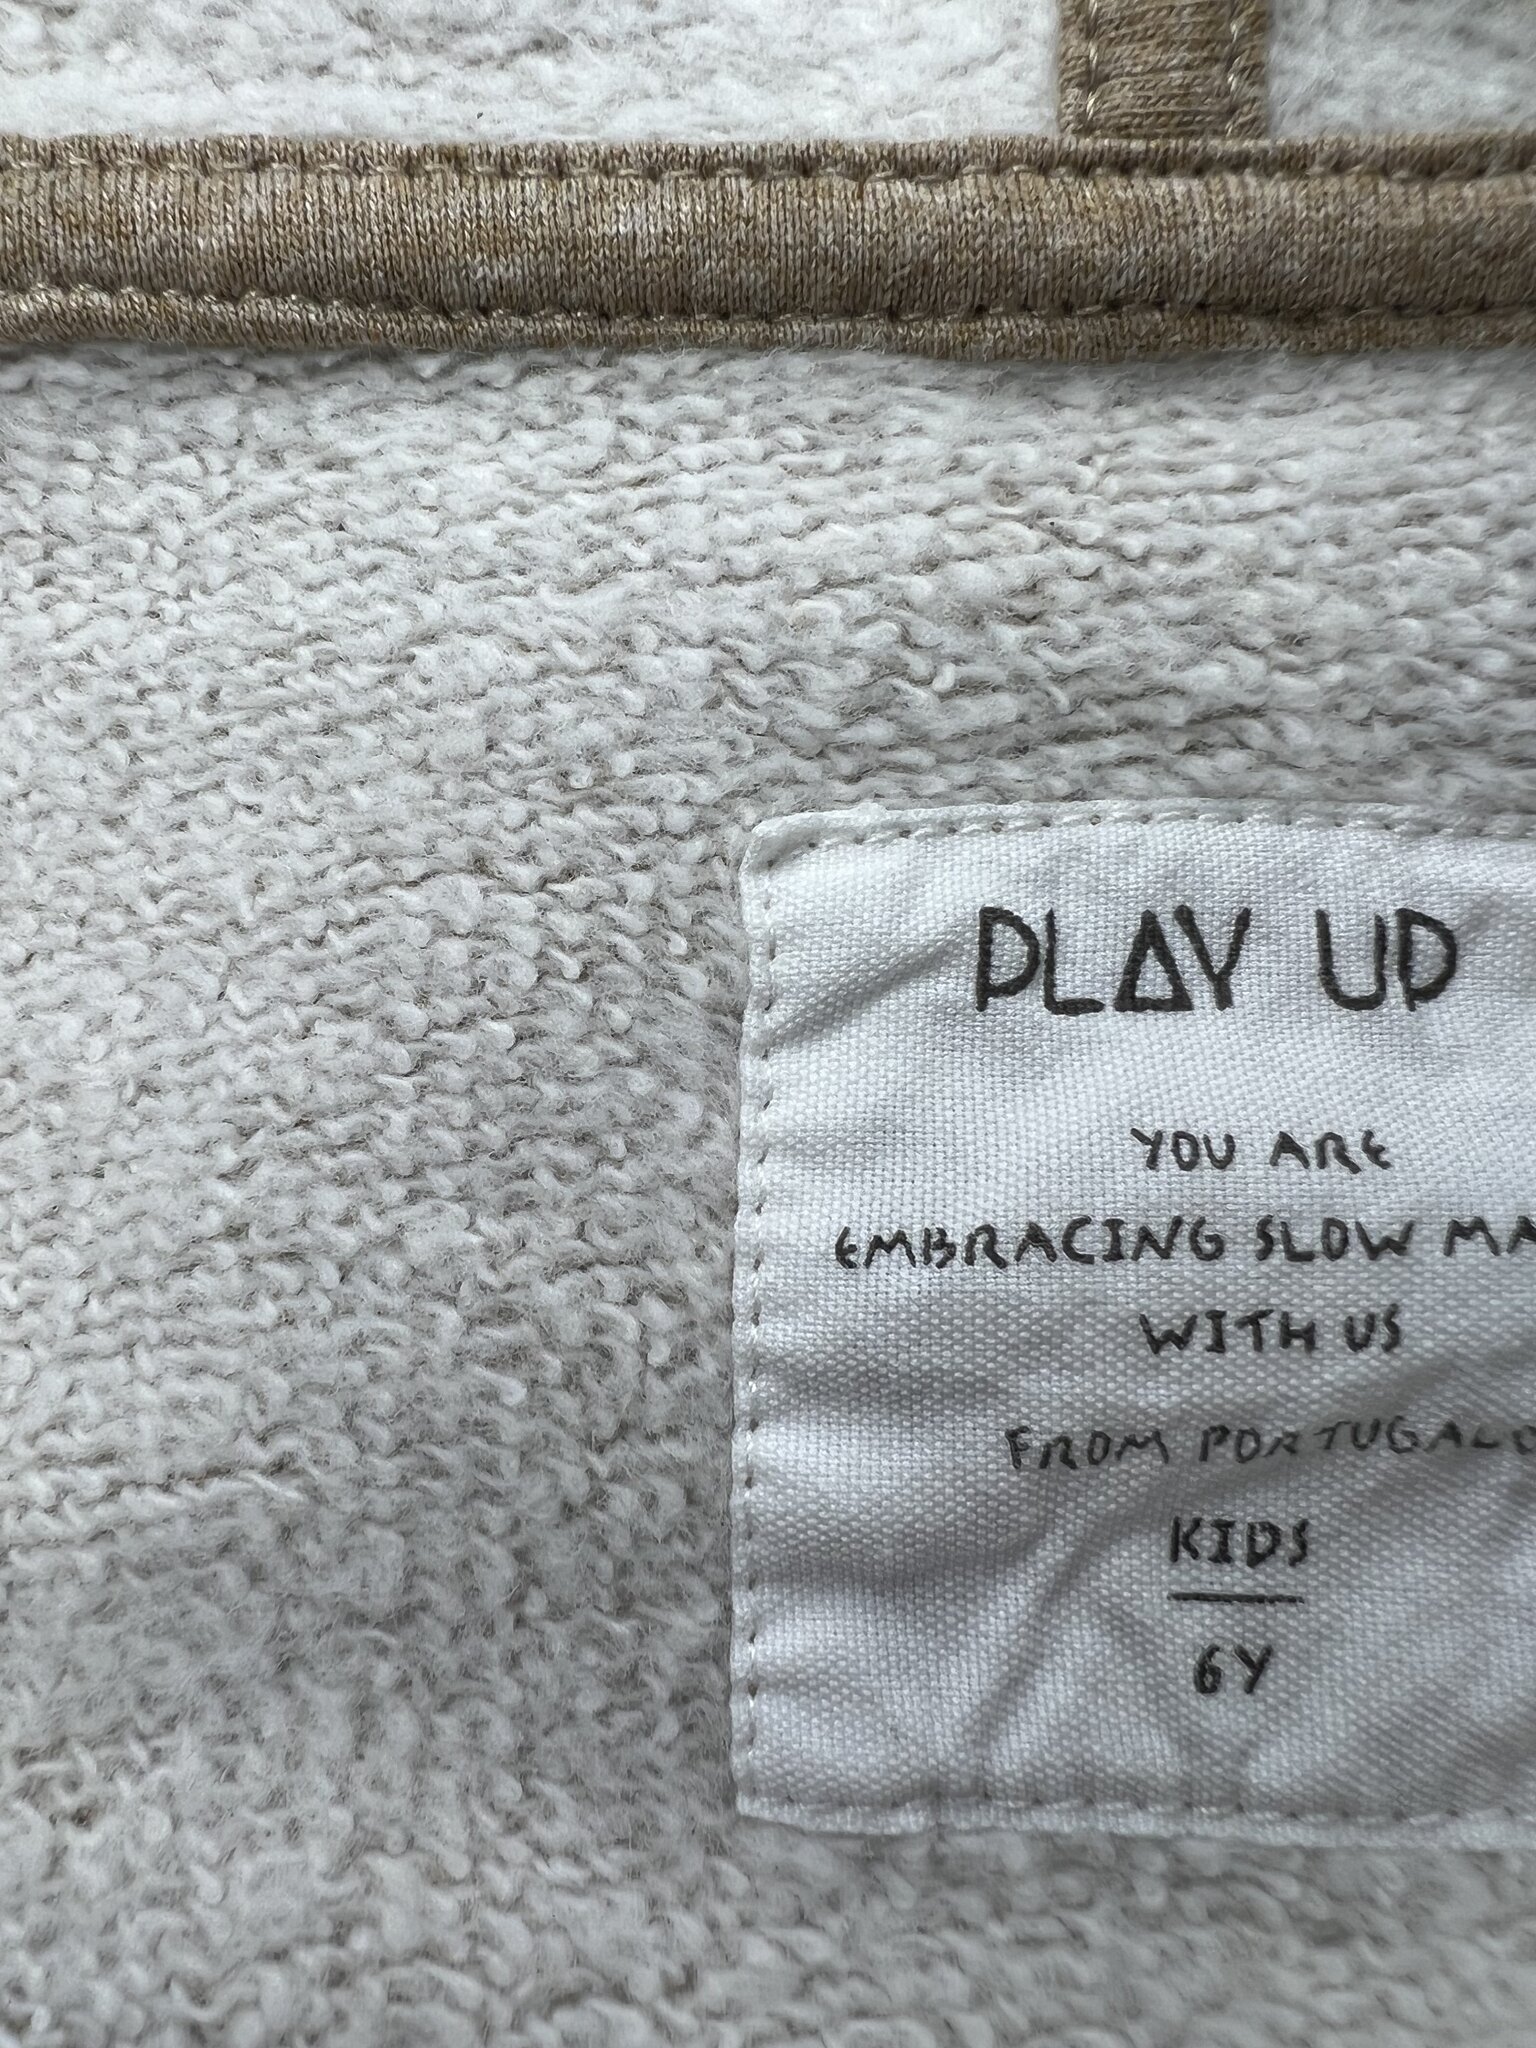 PLAY UP
YOU ARE
EMBRACING SLOW MA
WITH US
FROM PORTUGAL
KIDS
6Y